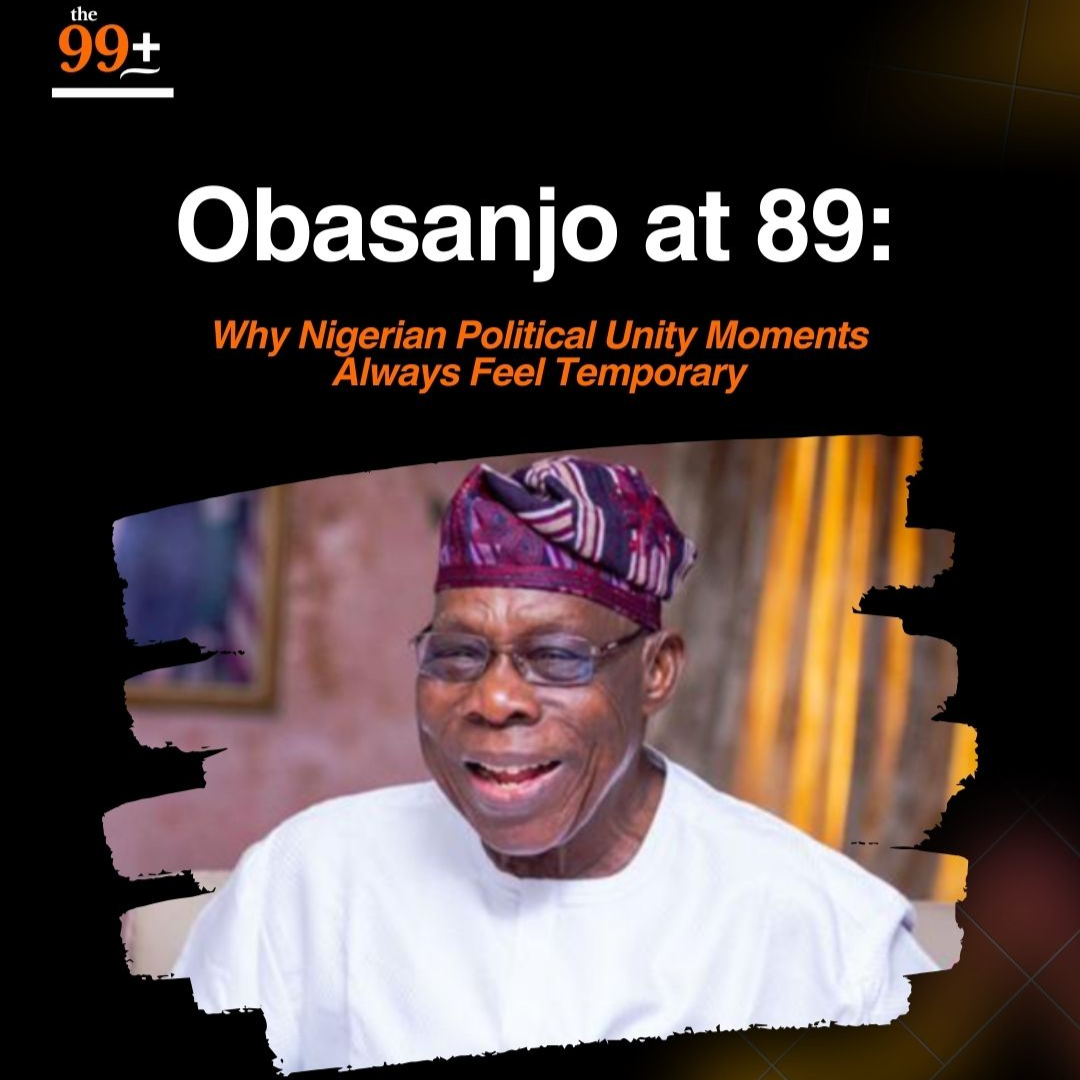 the
99±
Obasanjo at 89:
Why Nigerian Political Unity Moments
Always Feel Temporary